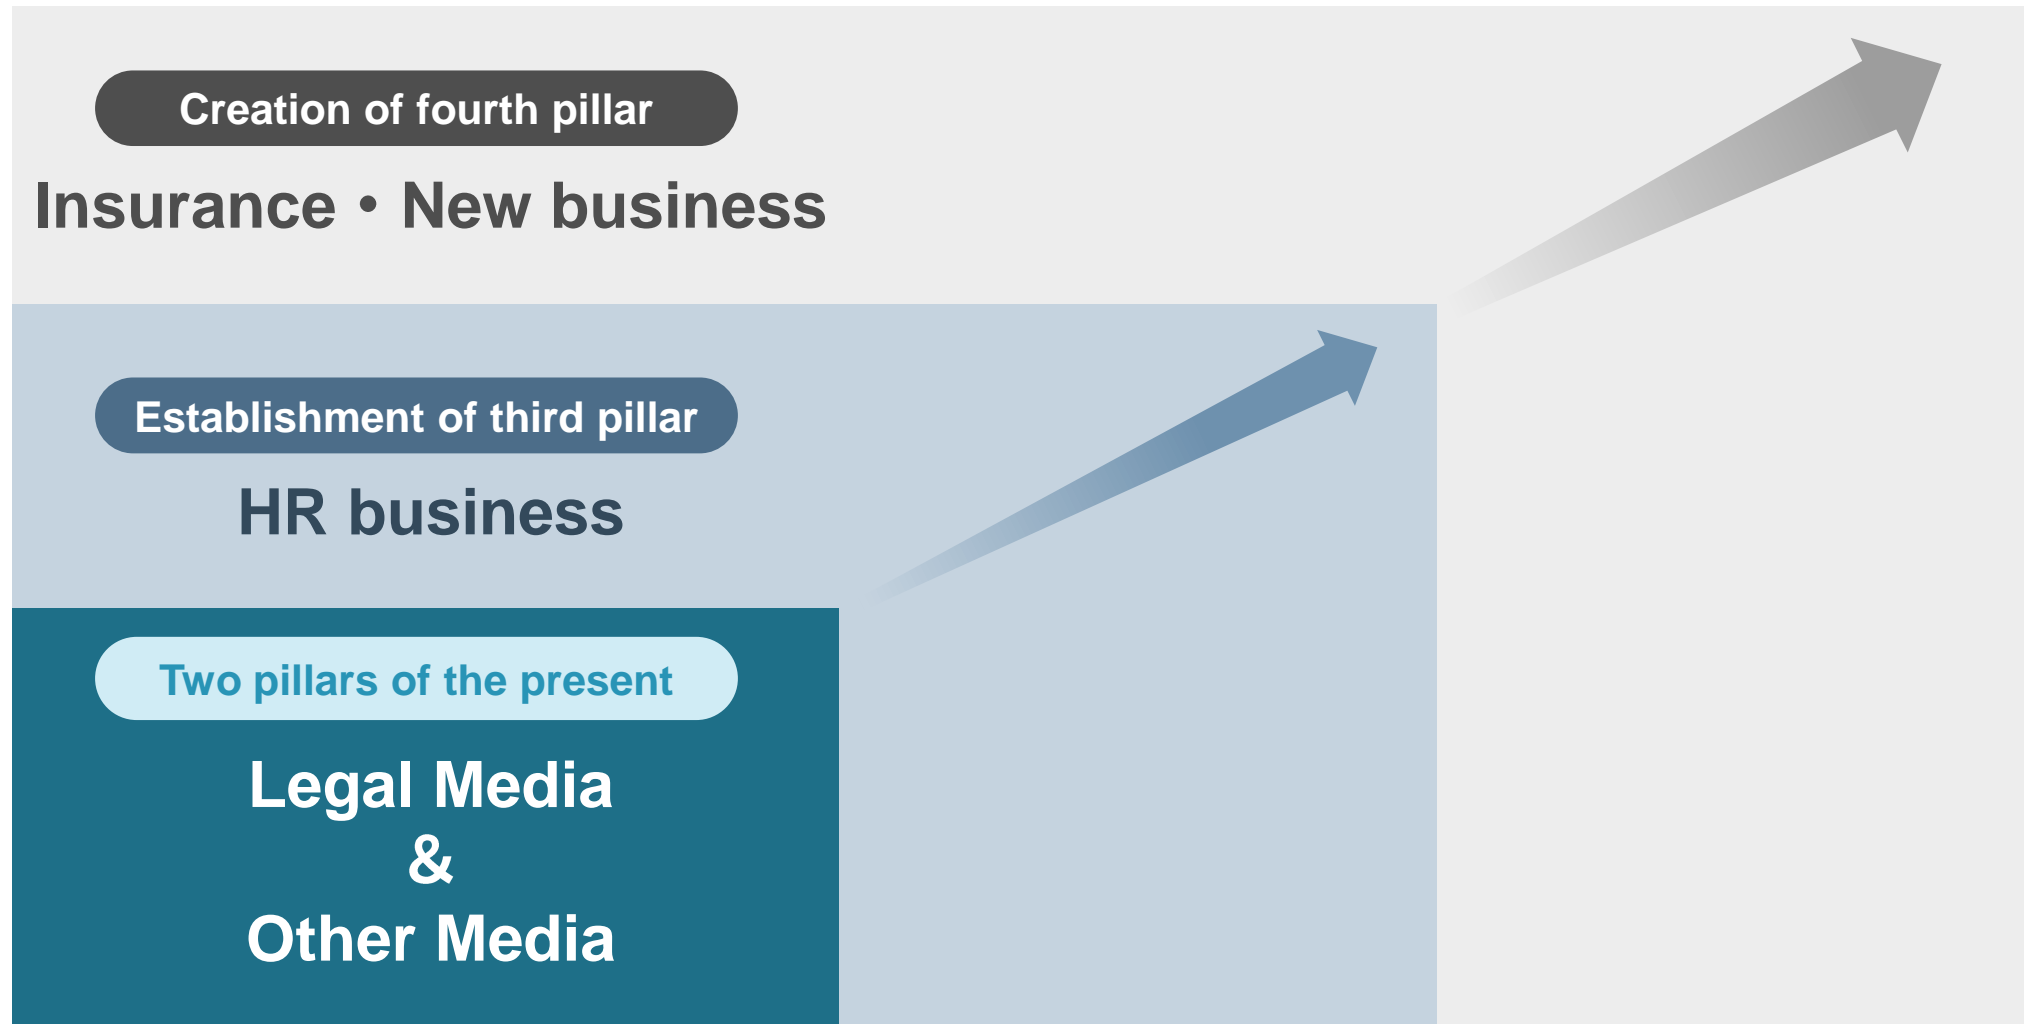 Creation of fourth pillar
Insurance・New business
Establishment of third pillar
HR business
Two pillars of the present
Legal Media
&
Other Media